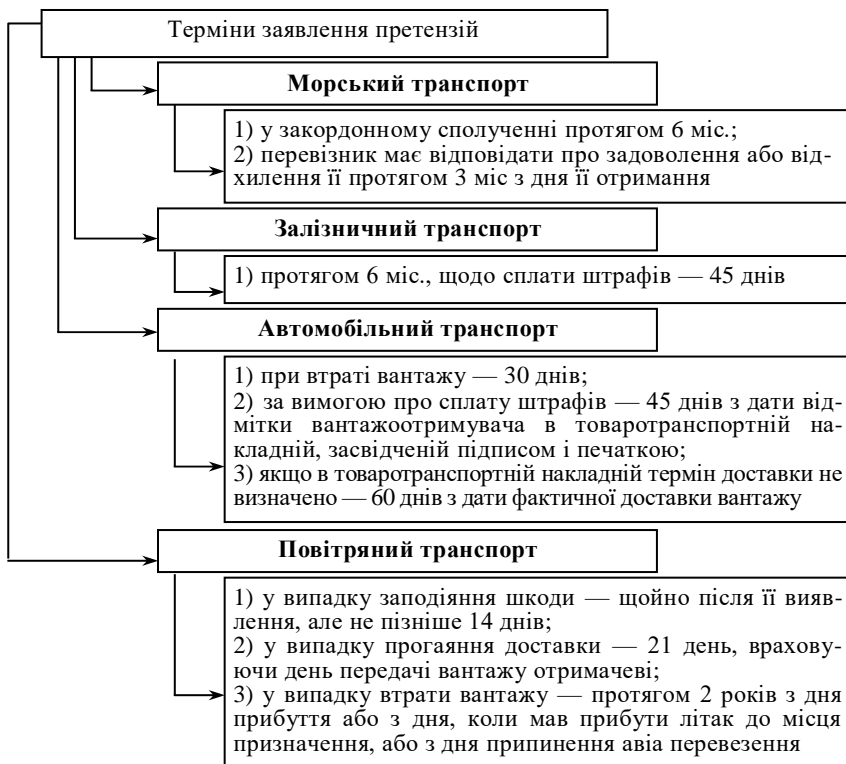 Терміни заявлення претензій
Морський транспорт
1) у закордонному сполученні протягом 6 міс.;
2) перевізник має відповідати про задоволення або від-
хилення її протягом 3 міс з дня її отримання
Залізничний транспорт
1) протягом 6 міс., щодо сплати штрафів — 45 днів
Автомобільний транспорт
1) при втраті вантажу — 30 днів;
2) за вимогою про сплату штрафів — 45 днів з дати від-
мітки вантажоотримувача в товаротранспортній на-
кладній, засвідченій підписом і печаткою;
3) якщо в товаротранспортній накладній термін доставки не
визначено — 60 днів з дати фактичної доставки вантажу
Повітряний транспорт
1) у випадку заподіяння шкоди — щойно після її вияв-
лення, але не пізніше 14 днів;
2) у випадку прогаяння доставки — 21 день, враховую-
чи день передачі вантажу отримачеві;
3) у випадку втрати вантажу — протягом 2 років з дня
прибуття або з дня, коли мав прибути літак до місця
призначення, або з дня припинення авіа перевезення